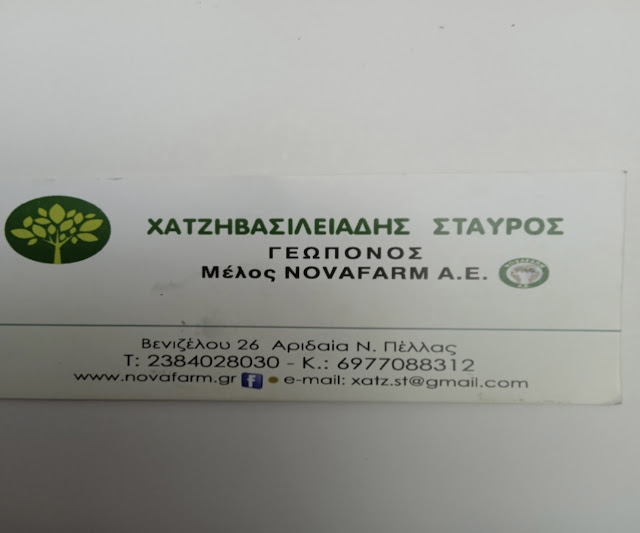 ΧΑΤΖΗΒΑΣΙΛΕΙΑΔΗΣ ΣΤΑΥΡΟΣ
ΓΕΩΠΟΝΟΣ
Μέλος NOVAFARM A.E.
Βενιζέλου 26 Αριδαία Ν. Πέλλας
Τ: 2384028030 - Κ.: 6977088312
www.novafarm.gr f • e-mail: xatz.st@gmail.com